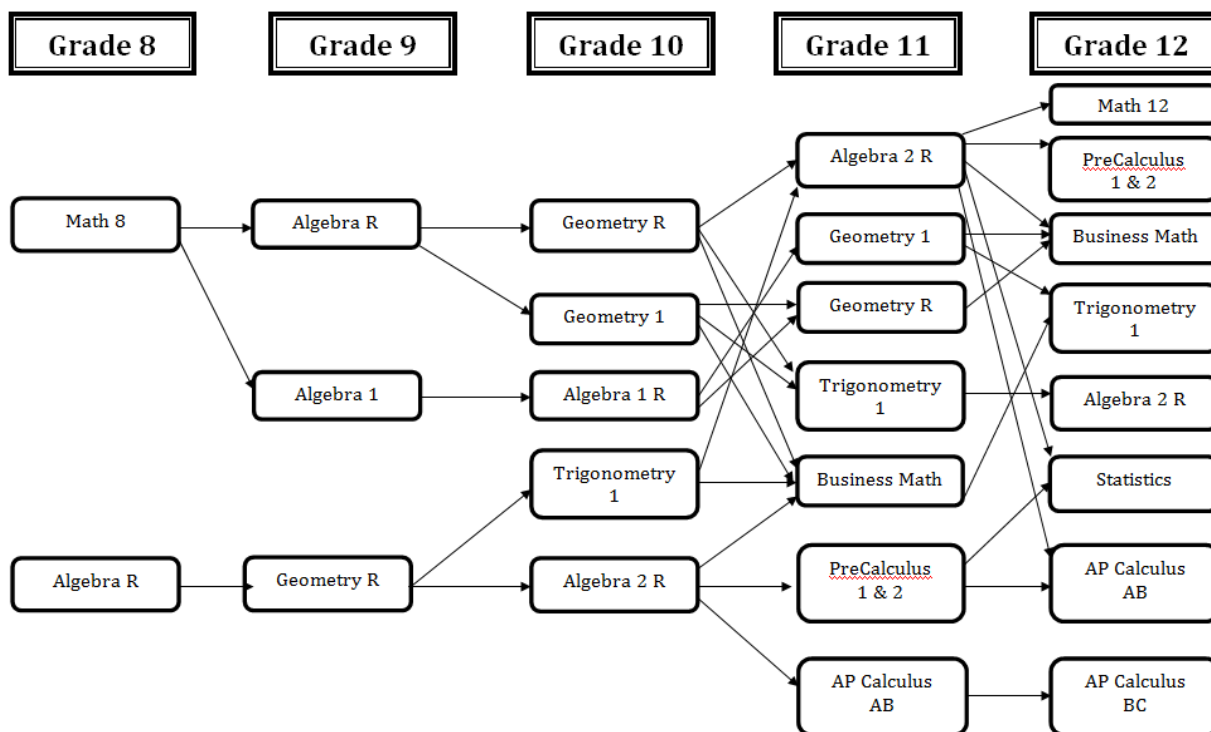 Grade 8
Grade 9
Grade 10
Grade 11
Grade 12
Math 8
Algebra R
Algebra R
Algebra 1
Geometry R
Geometry R
Geometry 1
Algebra 1 R
Trigonometry
1
Algebra 2 R
Algebra 2 R
Geometry 1
Geometry R
Trigonometry
1
Business Math
PreCalculus
1 & 2
AP Calculus
AB
Math 12
PreCalculus
1 & 2
Business Math
Trigonometry
1
Algebra 2 R
Statistics
AP Calculus
AB
AP Calculus
BC